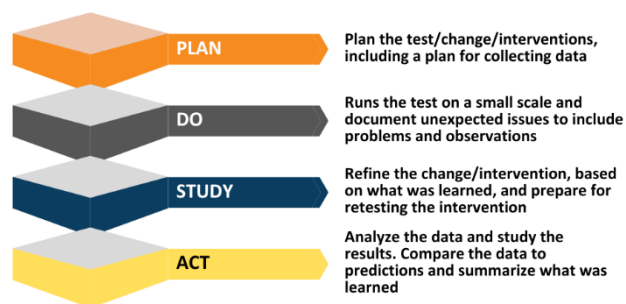 PLAN
Plan the test/change/interventions,
including a plan for collecting data
DO
Runs the test on a small scale and
document unexpected issues to include
problems and observations
STUDY
Refine the change/intervention, based
on what was learned, and prepare for
retesting the intervention
ACT
Analyze the data and study the
results. Compare the data to
predictions and summarize what was
learned